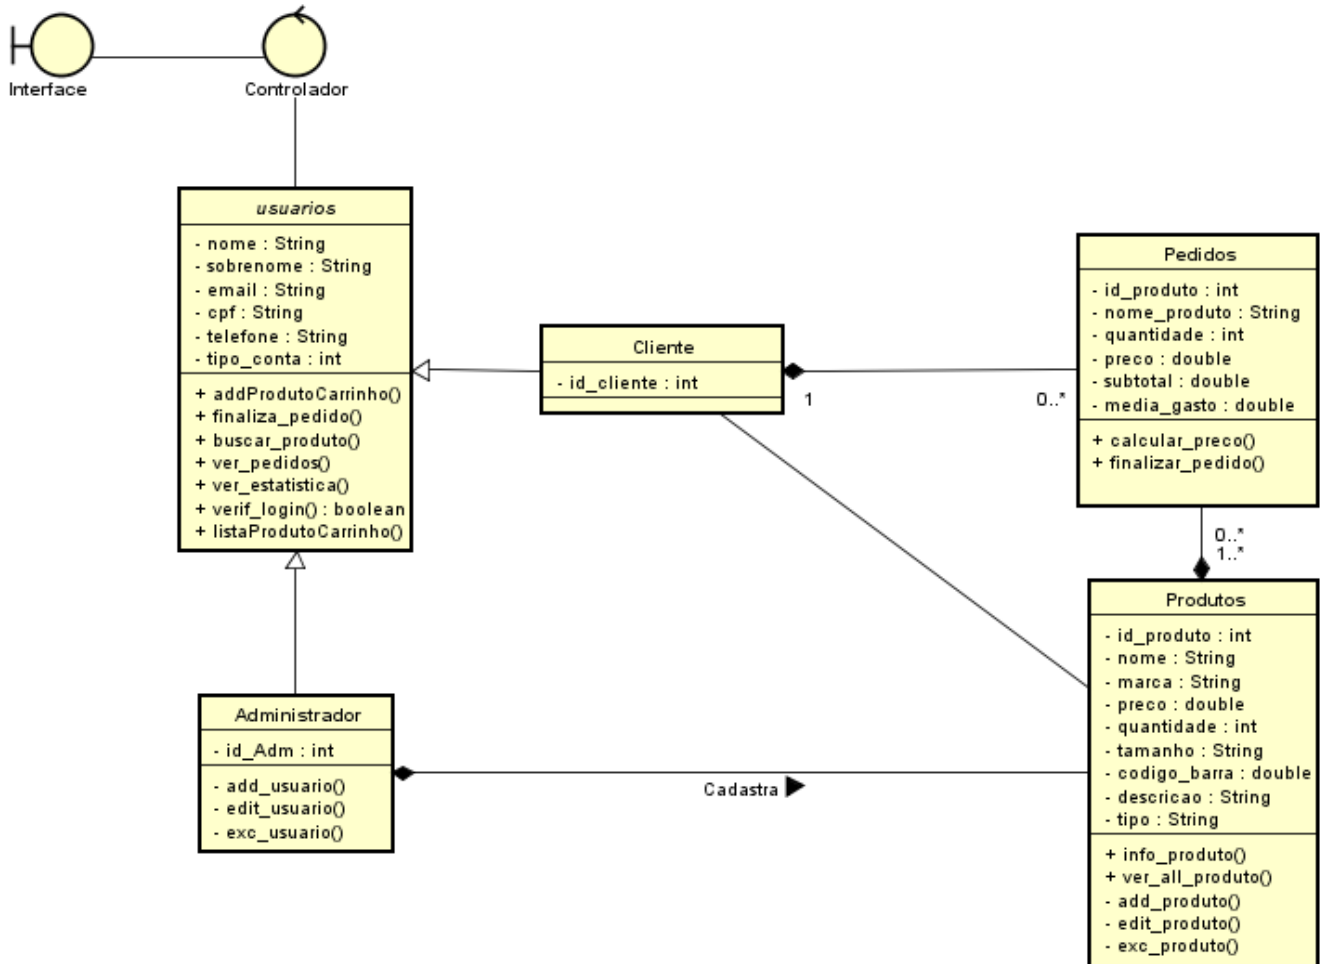 Interface
Controlador
usuarios
- nome : String
- sobrenome : String
- email : String
- cpf : String
- telefone : String
- tipo_conta : int
+ addProdutoCarrinho()
+ finaliza_pedido()
+ buscar_produto()
+ ver_pedidos()
+ ver_estatistica()
+ verif_login() : boolean
+ listaProdutoCarrinho()
Cliente
- id_cliente : int
1
0..*
Pedidos
- id_produto : int
- nome_produto : String
- quantidade : int
- preco : double
- subtotal : double
- media_gasto : double
+ calcular_preco()
+ finalizar_pedido()
0..*
1..*
Administrador
- id_Adm : int
- add_usuario()
- edit_usuario()
- exc_usuario()
Cadastra
Produtos
- id_produto : int
- nome : String
- marca : String
- preco : double
- quantidade : int
- tamanho : String
- codigo_barra : double
- descricao : String
- tipo : String
+ info_produto()
+ ver_all_produto()
- add_produto()
- edit_produto()
- exc_produto()